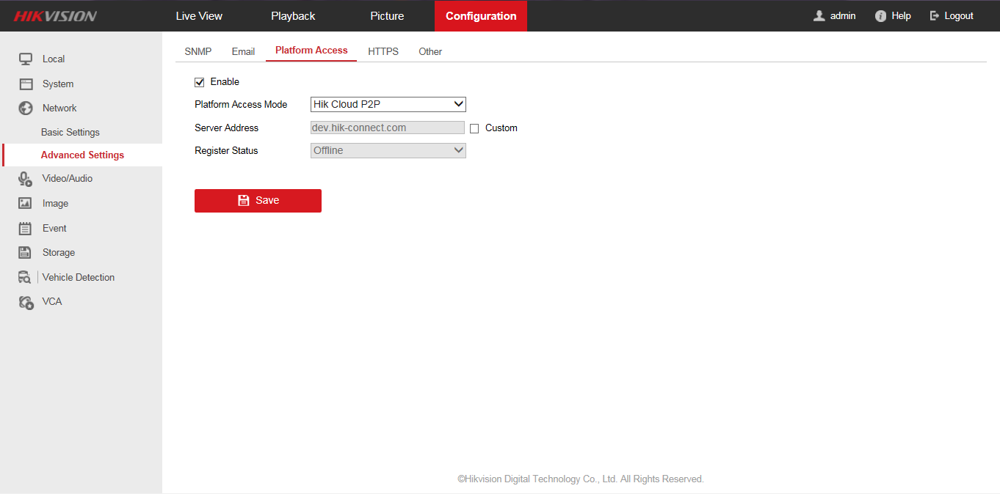 HIKVISION Live View Playback Picture Configuration admin Help Logout
Local
System
Network
Basic Settings
Advanced Settings
Video/Audio
Image
Event
Storage
Vehicle Detection
VCA
SNMP Email Platform Access HTTPS Other
Enable
Platform Access Mode Hik Cloud P2P
Server Address dev.hik-connect.com Custom
Register Status Offline
Save
©Hikvision Digital Technology Co., Ltd. All Rights Reserved.